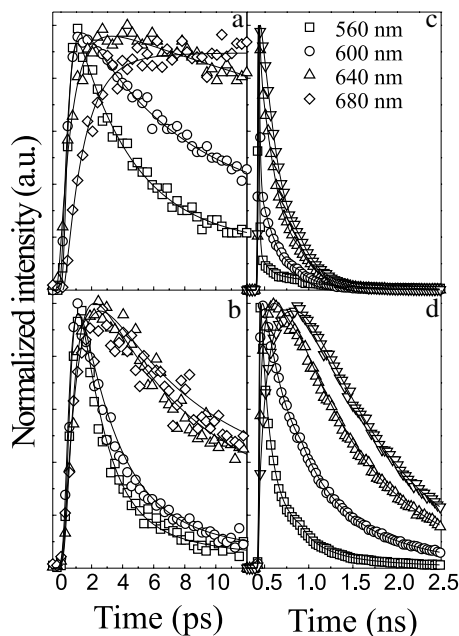 a
c
560 nm
600 nm
640 nm
680 nm
b
d
Normalized intensity (a.u.)
0 2 4 6 8 10
0.5 1.0 1.5 2.0 2.5
Time (ps)
Time (ns)